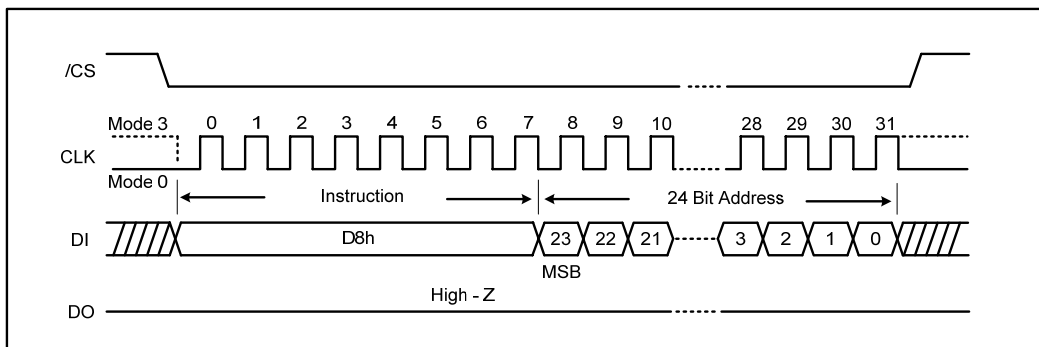 /CS
Mode 3
0 1 2 3 4 5 6 7 8 9 10 28 29 30 31
CLK
Mode 0
Instruction
24 Bit Address
DI
D8h
23 22 21 3 2 1 0
MSB
High - Z
DO